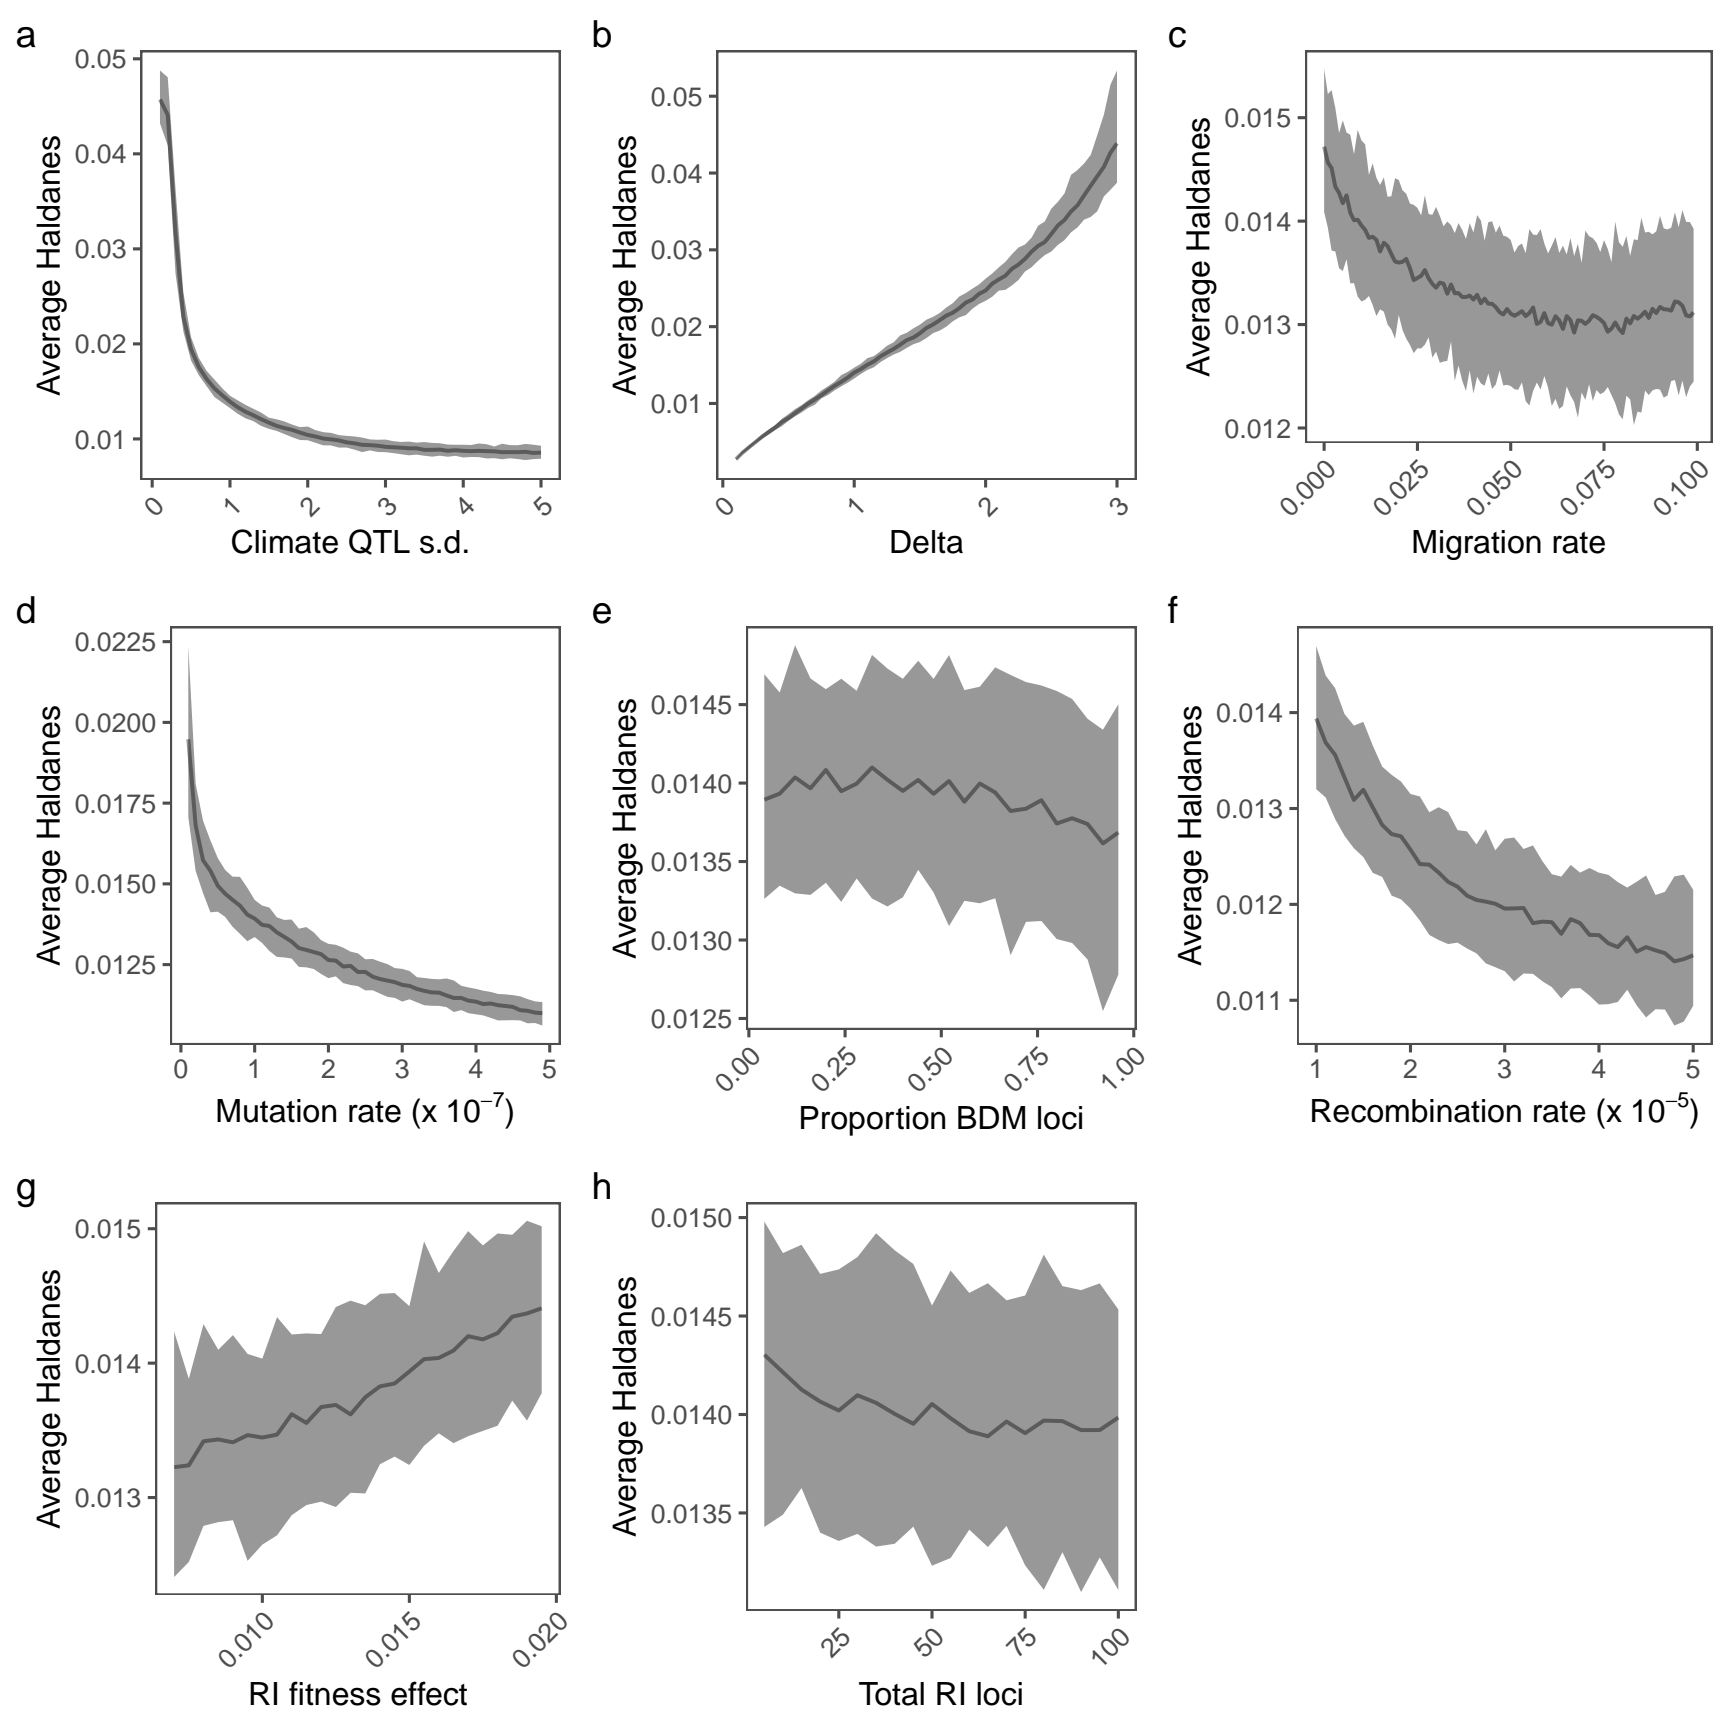 a
0.05
0.04
0.03
0.02
0.01
Average Haldanes
0 1 2 3 4 5
Climate QTL s.d.
b
0.05
0.04
0.03
0.02
0.01
Average Haldanes
0 1 2 3
Delta
c
0.015
0.014
0.013
0.012
Average Haldanes
0.000 0.025 0.050 0.075 0.100
Migration rate
d
0.0225
0.0200
0.0175
0.0150
0.0125
Average Haldanes
0 1 2 3 4 5
Mutation rate (x 10⁻⁷)
e
0.0145
0.0140
0.0135
0.0130
0.0125
Average Haldanes
0.00 0.25 0.50 0.75 1.00
Proportion BDM loci
f
0.014
0.013
0.012
0.011
Average Haldanes
1 2 3 4 5
Recombination rate (x 10⁻⁵)
g
0.015
0.014
0.013
Average Haldanes
0.010 0.015 0.020
RI fitness effect
h
0.0150
0.0145
0.0140
0.0135
Average Haldanes
25 50 75 100
Total RI loci